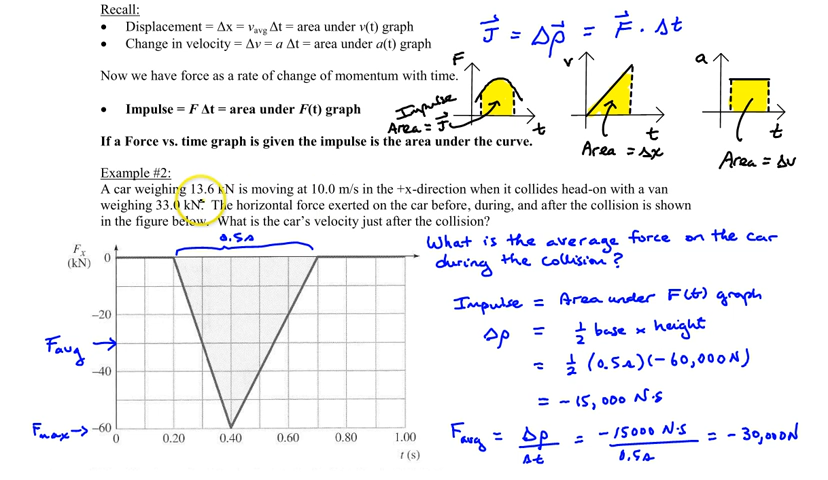 Recall:
• Displacement = Δx = vavg Δt = area under v(t) graph
• Change in velocity = Δv = a Δt = area under a(t) graph
J⃗ = Δp⃗ = F⃗ · Δt
Now we have force as a rate of change of momentum with time.
F
v
a
• Impulse = F Δt = area under F(t) graph
Impulse
Area = J⃗
t
t
t
Area = Δx
Area = Δv
If a Force vs. time graph is given the impulse is the area under the curve.
Example #2:
A car weighing 13.6 kN is moving at 10.0 m/s in the +x-direction when it collides head-on with a van
weighing 33.0 kN. The horizontal force exerted on the car before, during, and after the collision is shown
in the figure below. What is the car's velocity just after the collision?
0.5s
Fx
(kN)
0
-20
-40
-60
Favg →
Fmax →
0 0.20 0.40 0.60 0.80 1.00
t (s)
What is the average force on the car
during the collision?
Impulse = Area under F(t) graph
Δp = 1/2 base × height
= 1/2 (0.5s)(-60,000N)
= -15,000 N·s
Favg = Δp/Δt = -15000 N·s/0.5s = -30,000N